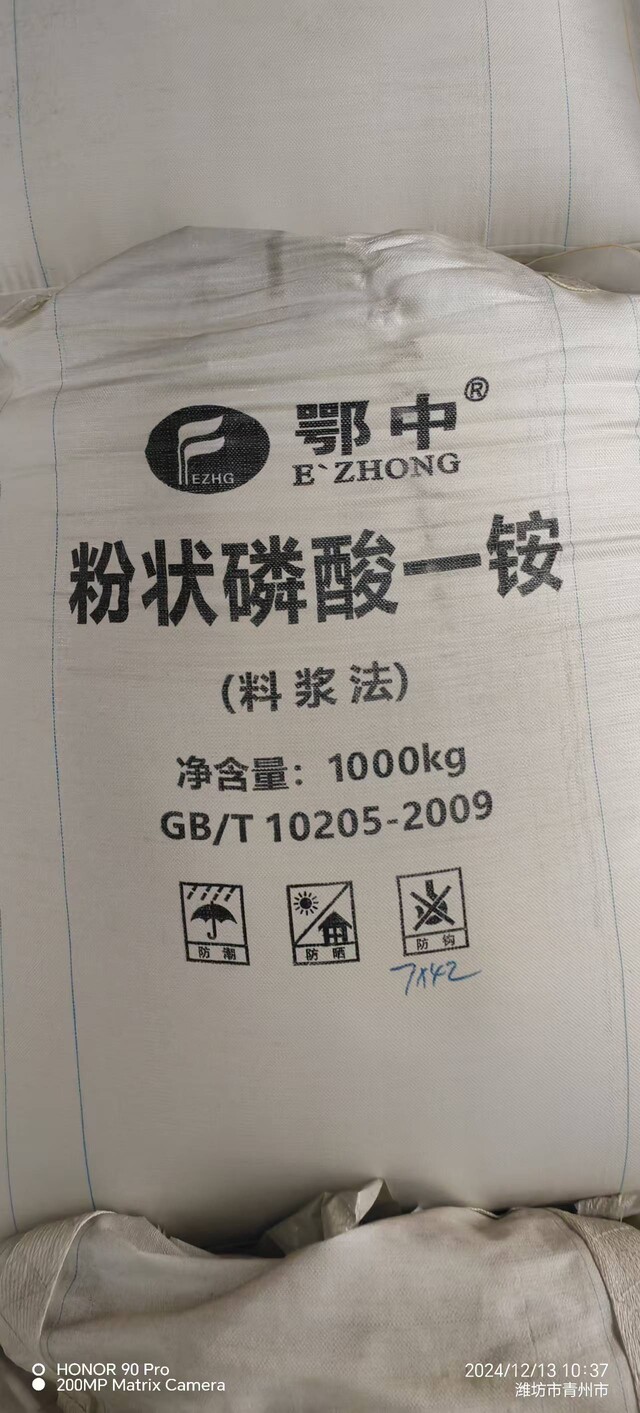 EZHG
鄂中®
E`ZHONG
粉状磷酸一铵
(料浆法)
净含量：1000kg
GB/T 10205-2009
防潮
防晒
防钩
7X42
HONOR 90 Pro
200MP Matrix Camera
2024/12/13 10:37
潍坊市青州市